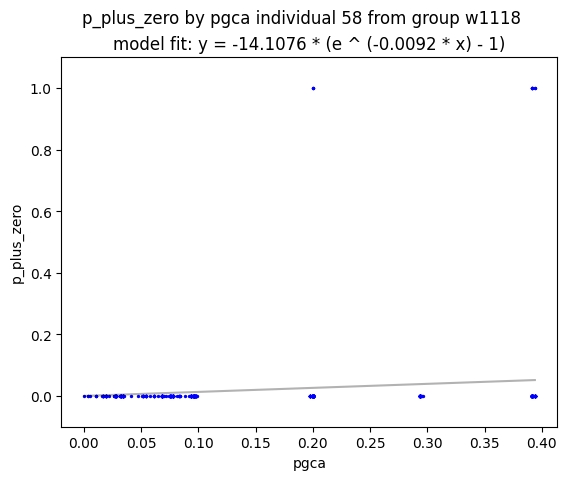 p_plus_zero by pgca individual 58 from group w1118
model fit: y = -14.1076 * (e ^ (-0.0092 * x) - 1)
1.0
0.8
0.6
0.4
0.2
0.0
p_plus_zero
0.00 0.05 0.10 0.15 0.20 0.25 0.30 0.35 0.40
pgca